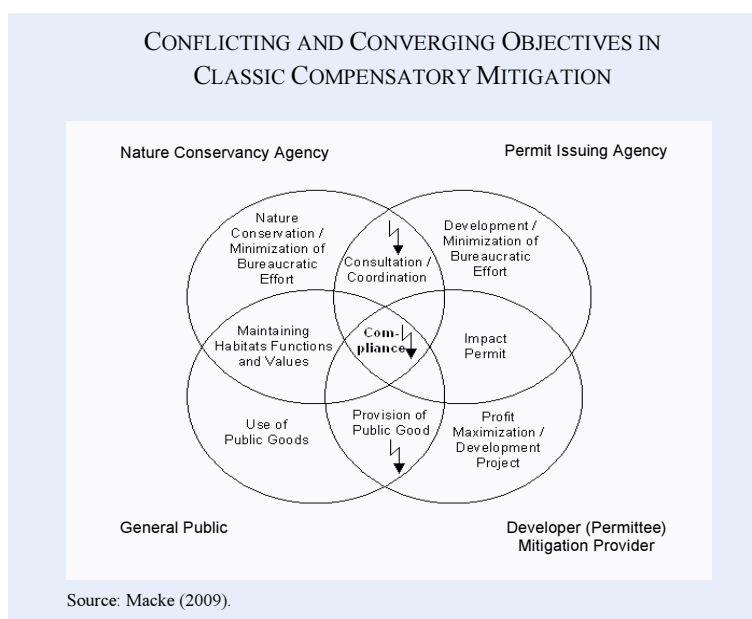 CONFLICTING AND CONVERGING OBJECTIVES IN
CLASSIC COMPENSATORY MITIGATION
Nature Conservancy Agency
Permit Issuing Agency
Nature
Conservation /
Minimization of
Bureaucratic
Effort
Consultation /
Coordination
Development /
Minimization of
Bureaucratic
Effort
Maintaining
Habitats Functions
and Values
Com-
pliance
Impact
Permit
Use of
Public Goods
Provision of
Public Good
Profit
Maximization /
Development
Project
General Public
Developer (Permittee)
Mitigation Provider
Source: Macke (2009).